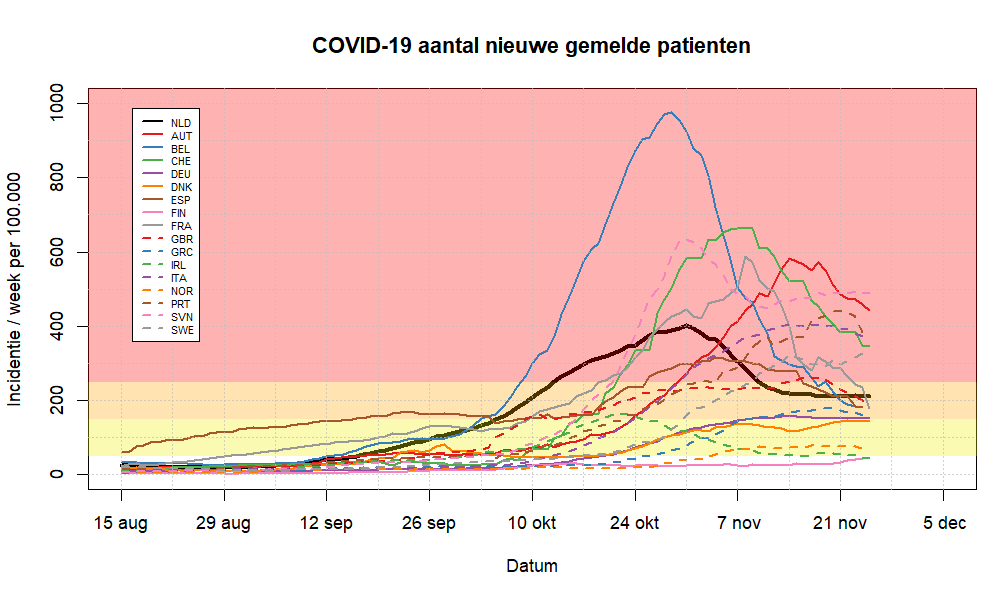 COVID-19 aantal nieuwe gemelde patienten
Incidentie / week per 100.000
1000
800
600
400
200
0
NLD
AUT
BEL
CHE
DEU
DNK
ESP
FIN
FRA
GBR
GRC
IRL
ITA
NOR
PRT
SVN
SWE
15 aug 29 aug 12 sep 26 sep 10 okt 24 okt 7 nov 21 nov 5 dec
Datum